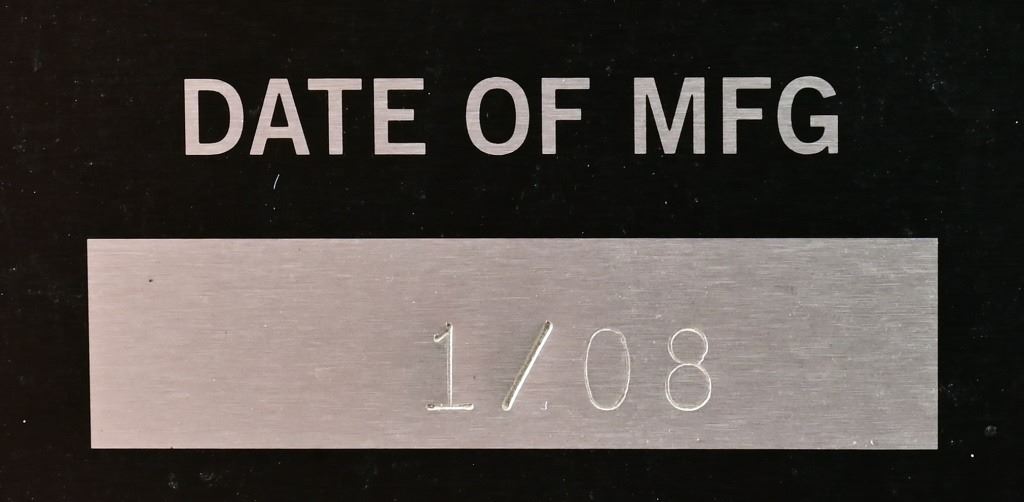 DATE OF MFG
1/08